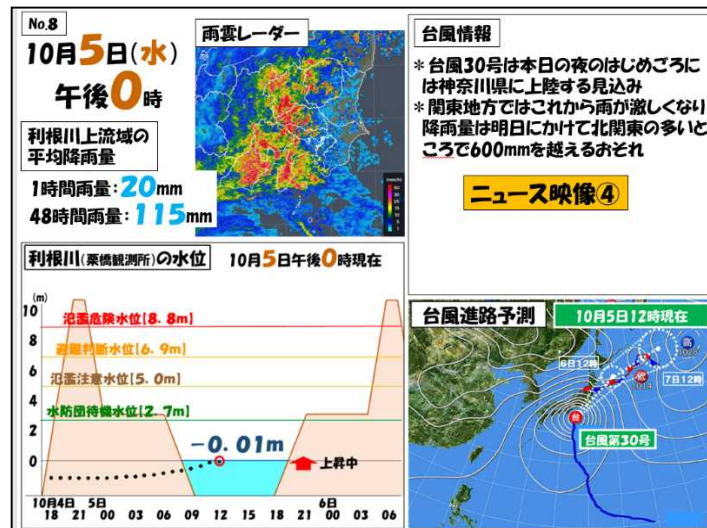 No.8
10月5日(水)
午後0時
利根川上流域の
平均降雨量
1時間雨量:20mm
48時間雨量:115mm
雨雲レーダー
台風情報
*台風30号は本日の夜のはじめごろに
は神奈川県に上陸する見込み
*関東地方ではこれから雨が激しくなり
降雨量は明日にかけて北関東の多いと
ころで600mmを越えるおそれ
ニュース映像④
利根川(栗橋観測所)の水位 10月5日午後0時現在
(m)
10
氾濫危険水位【8.8m】
8
避難判断水位【6.9m】
6
氾濫注意水位【5.0m】
4
水防団待機水位【2.7m】
2
-0.01m
0
上昇中
-2
-4
10月4日 5日 6日
18 21 00 03 06 09 12 15 18 21 00 03 06
台風進路予測 10月5日12時現在
高
6日12時
低
7日12時
台
台風第30号